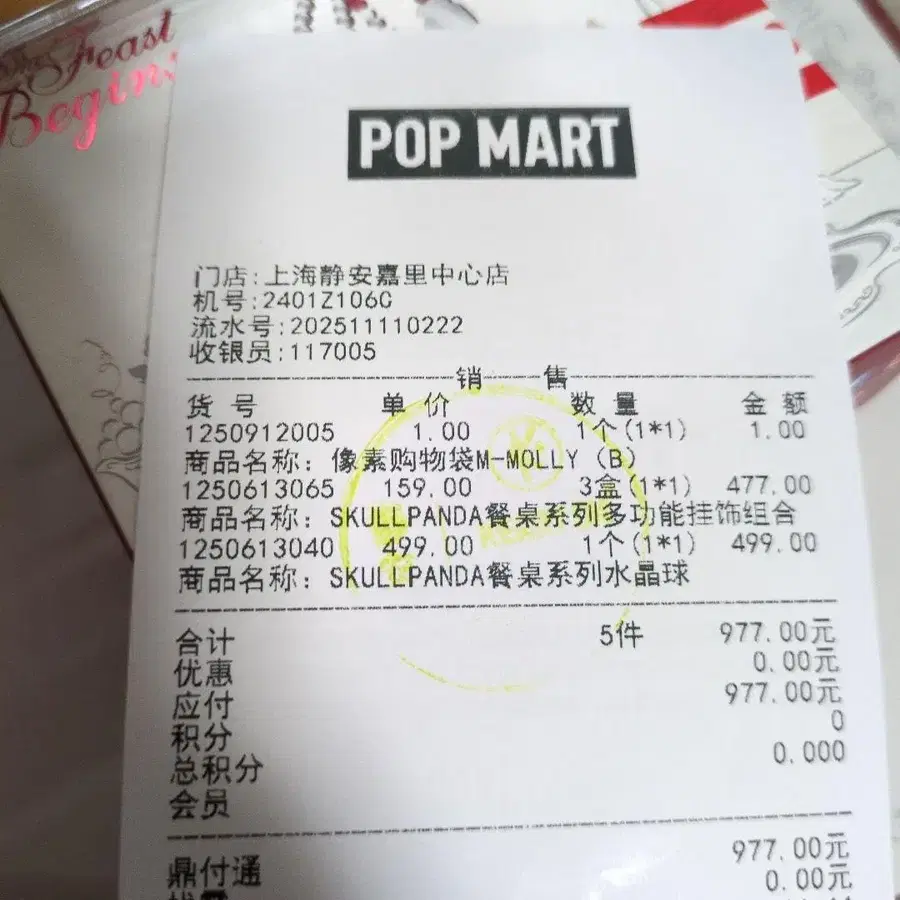 The Feast
Begins
POP MART
门店:上海静安嘉里中心店
机号:2401Z106C
流水号:202511110222
收银员:117005
销 售
货号 单价 数量 金额
1250912005 1.00 1个(1*1) 1.00
商品名称: 像素购物袋M-MOLLY (B)
1250613065 159.00 3盒(1*1) 477.00
商品名称: SKULLPANDA餐桌系列多功能挂饰组合
1250613040 499.00 1个(1*1) 499.00
商品名称: SKULLPANDA餐桌系列水晶球
合计 5件 977.00元
优惠 0.00元
应付 977.00元
积分 0
总积分 0.000
会员
鼎付通 977.00元
0.00元